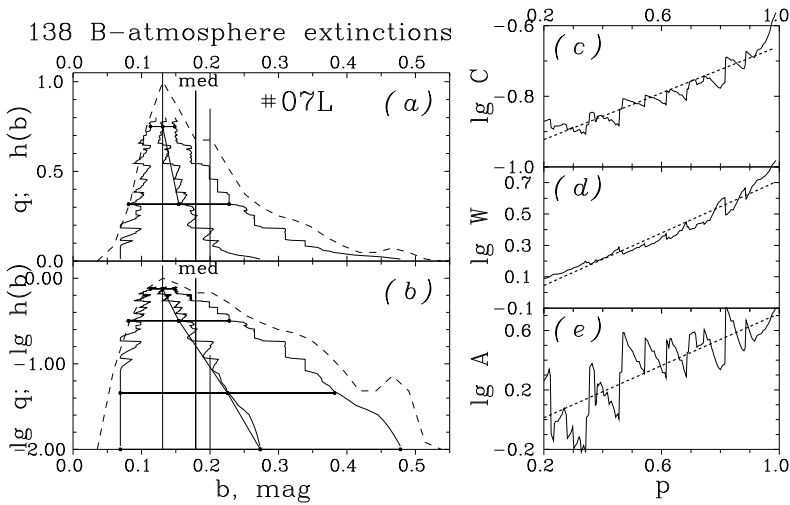 138 B-atmosphere extinctions
0.0 0.1 0.2 0.3 0.4 0.5
med
#07L (a)
1.0
0.5
0.0
q; h(b)
med
(b)
0.00
-1.00
-2.00
lg q; lg h(b)
0.0 0.1 0.2 0.3 0.4 0.5
b, mag
0.2 0.6 1.0
(c)
-0.6
-0.8
-1.0
lg C
(d)
0.7
0.5
0.3
0.1
-0.1
lg W
(e)
0.6
0.2
-0.2
lg A
0.2 0.6 1.0
p